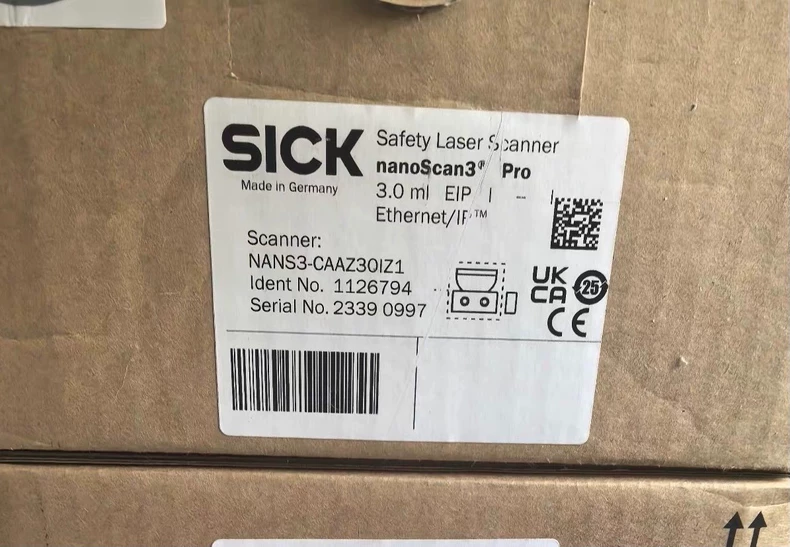 SICK
Made in Germany
Safety Laser Scanner
nanoScan3® Pro
3.0 m| EIP | - |
Ethernet/IP™
Scanner:
NANS3-CAAZ30IZ1
Ident No. 1126794
Serial No. 2339 0997
UK
CA
25
CE